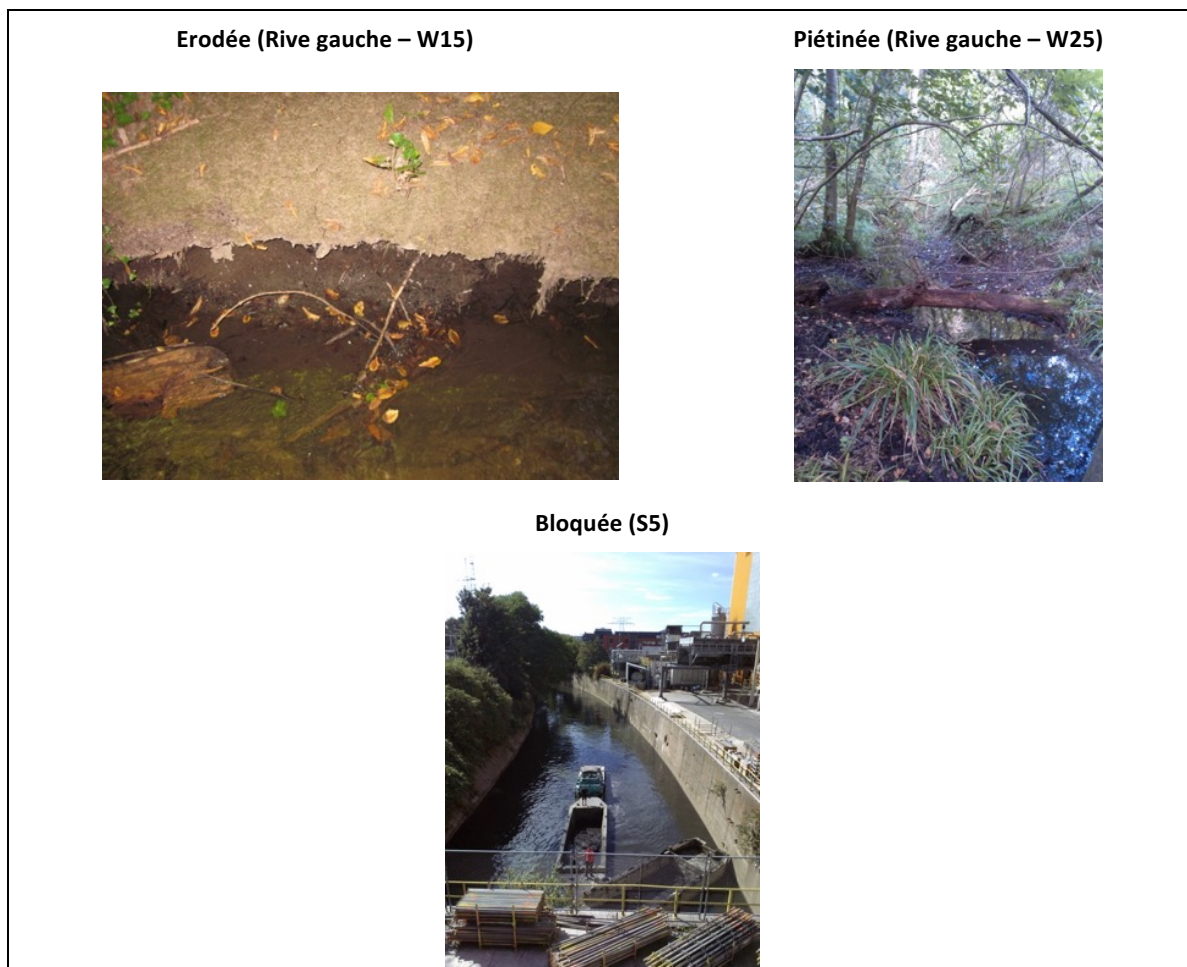 Erodée (Rive gauche – W15)
Piétinée (Rive gauche – W25)
Bloquée (S5)